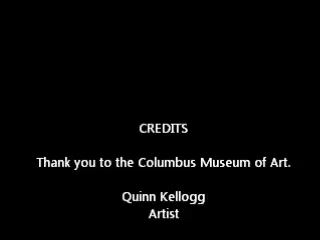 CREDITS
Thank you to the Columbus Museum of Art.
Quinn Kellogg
Artist